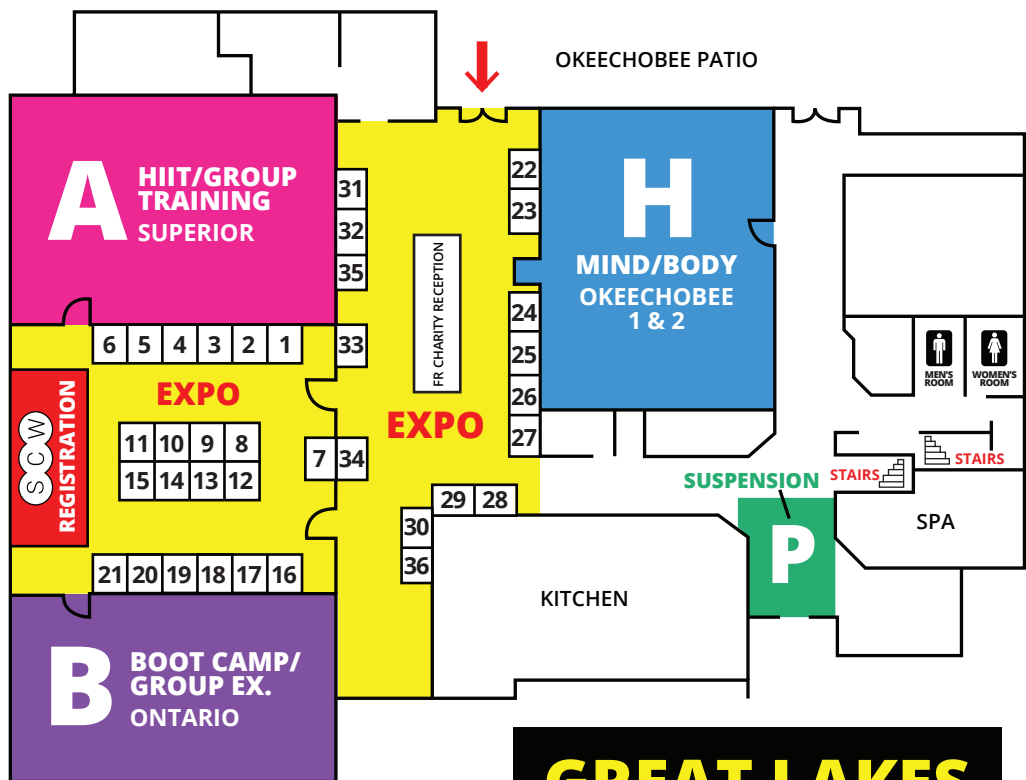 OKEECHOBEE PATIO
A
HIIT/GROUP
TRAINING
SUPERIOR
31
32
35
33
FR CHARITY RECEPTION
22
23
24
25
26
27
H
MIND/BODY
OKEECHOBEE
1 & 2
MEN'S
ROOM
WOMEN'S
ROOM
6 5 4 3 2 1
EXPO
SCW
REGISTRATION
11 10 9 8
15 14 13 12
7 34
EXPO
29 28
30
36
SUSPENSION
P
STAIRS
STAIRS
SPA
KITCHEN
21 20 19 18 17 16
B
BOOT CAMP/
GROUP EX.
ONTARIO
GREAT LAKES